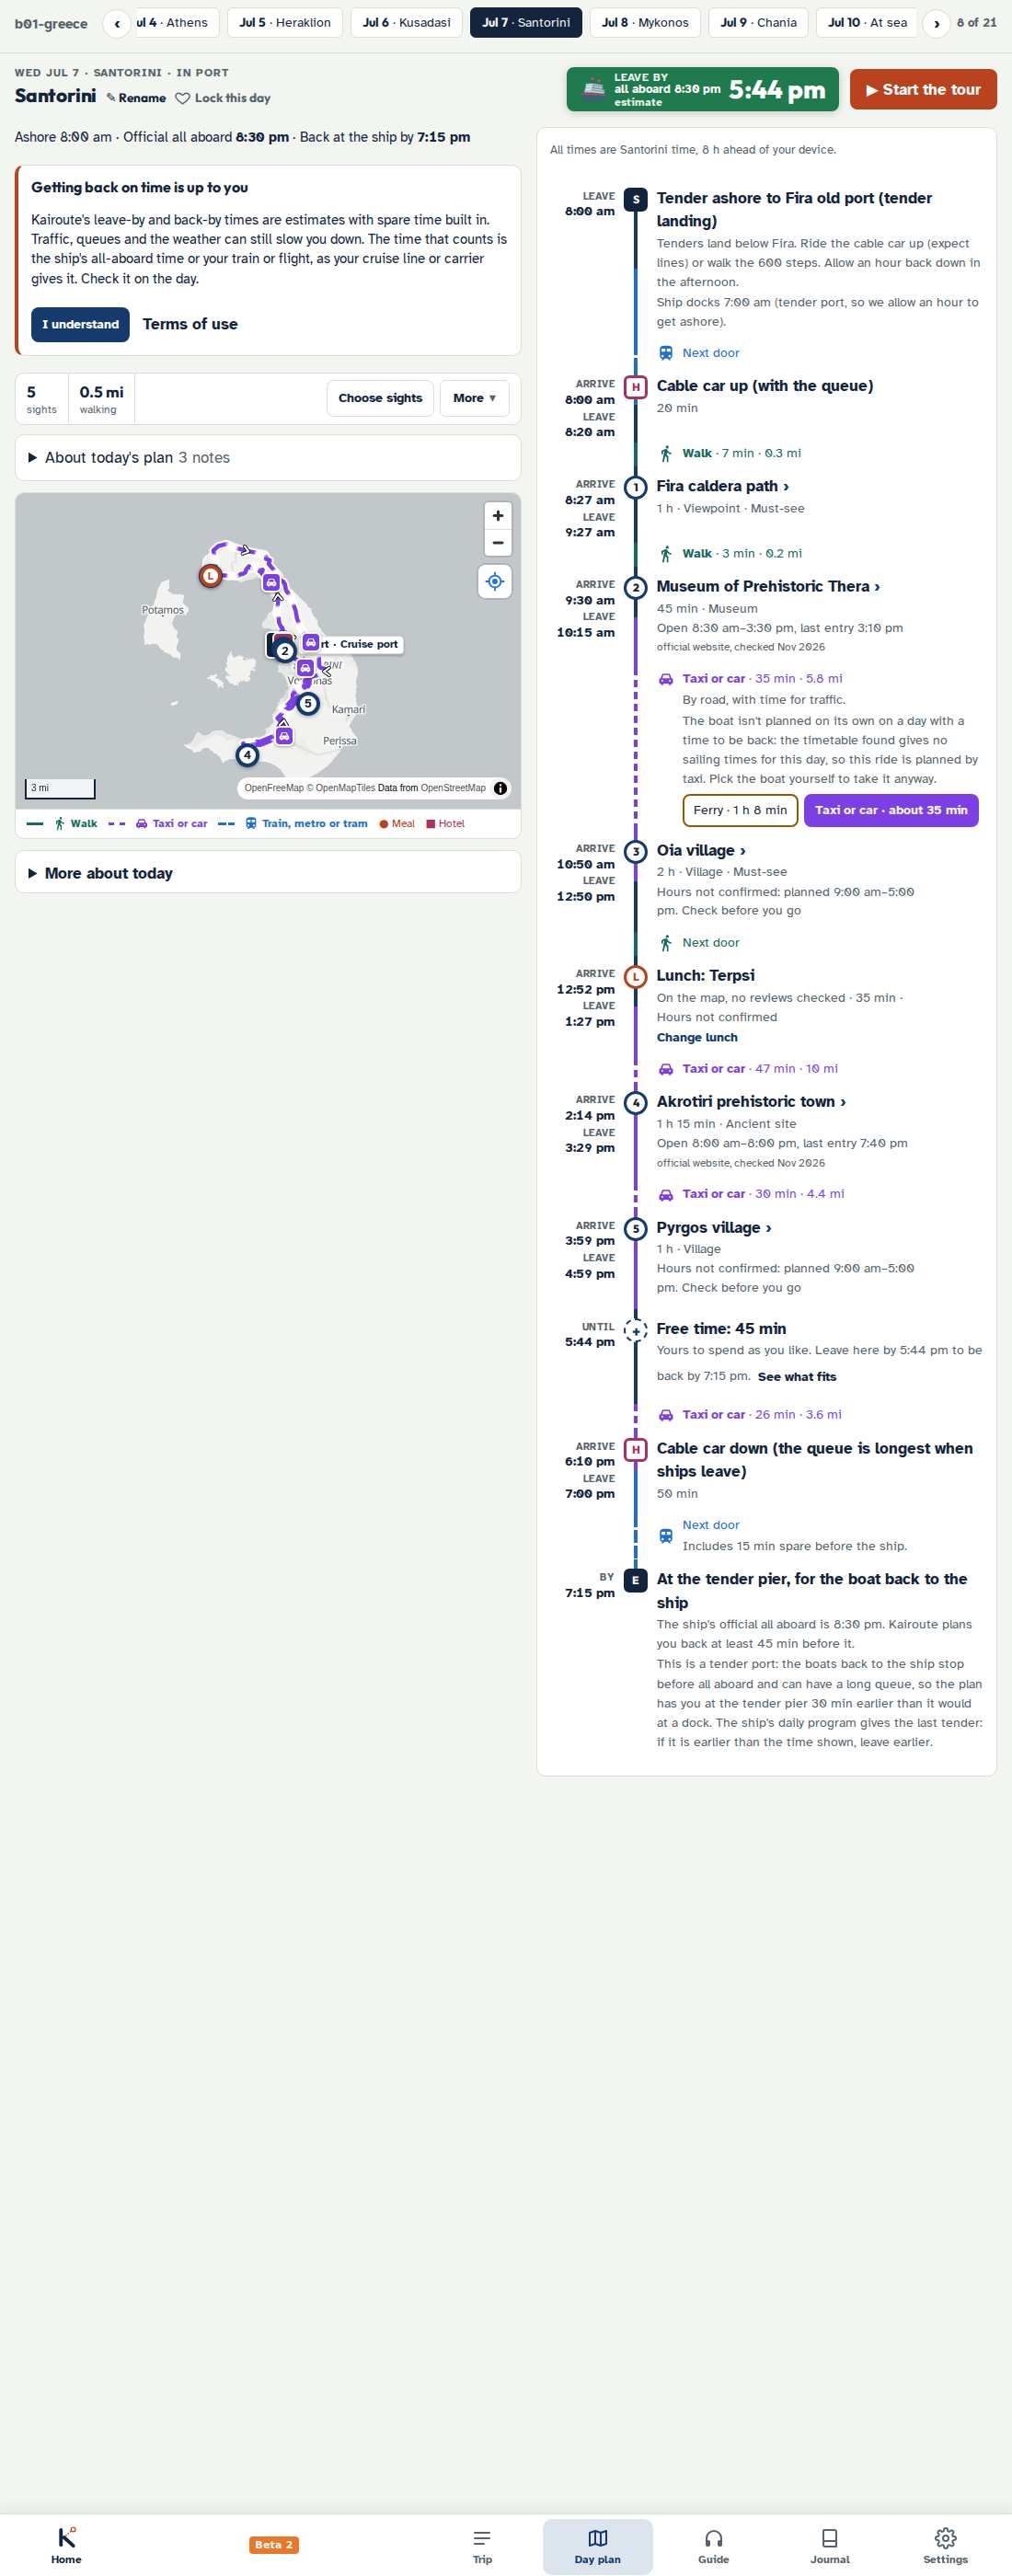 b01-greece
‹
ul 4 · Athens
Jul 5 · Heraklion
Jul 6 · Kusadasi
Jul 7 · Santorini
Jul 8 · Mykonos
Jul 9 · Chania
Jul 10 · At sea
›
8 of 21
WED JUL 7 · SANTORINI · IN PORT
Santorini
✎ Rename
Lock this day
LEAVE BY
all aboard 8:30 pm
estimate
5:44 pm
▶ Start the tour
Ashore 8:00 am · Official all aboard 8:30 pm · Back at the ship by 7:15 pm
Getting back on time is up to you
Kairoute's leave-by and back-by times are estimates with spare time built in.
Traffic, queues and the weather can still slow you down. The time that counts is
the ship's all-aboard time or your train or flight, as your cruise line or carrier
gives it. Check it on the day.
I understand
Terms of use
5
sights
0.5 mi
walking
Choose sights
More ▼
▶ About today's plan 3 notes
+
−
L
Potamos
2
rt · Cruise port
5
Kamari
Perissa
4
3 mi
OpenFreeMap © OpenMapTiles Data from OpenStreetMap
Walk
Taxi or car
Train, metro or tram
Meal
Hotel
▶ More about today
All times are Santorini time, 8 h ahead of your device.
LEAVE
8:00 am
S
Tender ashore to Fira old port (tender
landing)
Tenders land below Fira. Ride the cable car up (expect
lines) or walk the 600 steps. Allow an hour back down in
the afternoon.
Ship docks 7:00 am (tender port, so we allow an hour to
get ashore).
Next door
ARRIVE
8:00 am
LEAVE
8:20 am
H
Cable car up (with the queue)
20 min
Walk · 7 min · 0.3 mi
ARRIVE
8:27 am
LEAVE
9:27 am
1
Fira caldera path ›
1 h · Viewpoint · Must-see
Walk · 3 min · 0.2 mi
ARRIVE
9:30 am
LEAVE
10:15 am
2
Museum of Prehistoric Thera ›
45 min · Museum
Open 8:30 am–3:30 pm, last entry 3:10 pm
official website, checked Nov 2026
Taxi or car · 35 min · 5.8 mi
By road, with time for traffic.
The boat isn't planned on its own on a day with a
time to be back: the timetable found gives no
sailing times for this day, so this ride is planned by
taxi. Pick the boat yourself to take it anyway.
Ferry · 1 h 8 min
Taxi or car · about 35 min
ARRIVE
10:50 am
LEAVE
12:50 pm
3
Oia village ›
2 h · Village · Must-see
Hours not confirmed: planned 9:00 am–5:00
pm. Check before you go
Next door
ARRIVE
12:52 pm
LEAVE
1:27 pm
L
Lunch: Terpsi
On the map, no reviews checked · 35 min ·
Hours not confirmed
Change lunch
Taxi or car · 47 min · 10 mi
ARRIVE
2:14 pm
LEAVE
3:29 pm
4
Akrotiri prehistoric town ›
1 h 15 min · Ancient site
Open 8:00 am–8:00 pm, last entry 7:40 pm
official website, checked Nov 2026
Taxi or car · 30 min · 4.4 mi
ARRIVE
3:59 pm
LEAVE
4:59 pm
5
Pyrgos village ›
1 h · Village
Hours not confirmed: planned 9:00 am–5:00
pm. Check before you go
UNTIL
5:44 pm
+
Free time: 45 min
Yours to spend as you like. Leave here by 5:44 pm to be
back by 7:15 pm. See what fits
Taxi or car · 26 min · 3.6 mi
ARRIVE
6:10 pm
LEAVE
7:00 pm
H
Cable car down (the queue is longest when
ships leave)
50 min
Next door
Includes 15 min spare before the ship.
BY
7:15 pm
E
At the tender pier, for the boat back to the
ship
The ship's official all aboard is 8:30 pm. Kairoute plans
you back at least 45 min before it.
This is a tender port: the boats back to the ship stop
before all aboard and can have a long queue, so the plan
has you at the tender pier 30 min earlier than it would
at a dock. The ship's daily program gives the last tender:
if it is earlier than the time shown, leave earlier.
Home
Beta 2
Trip
Day plan
Guide
Journal
Settings